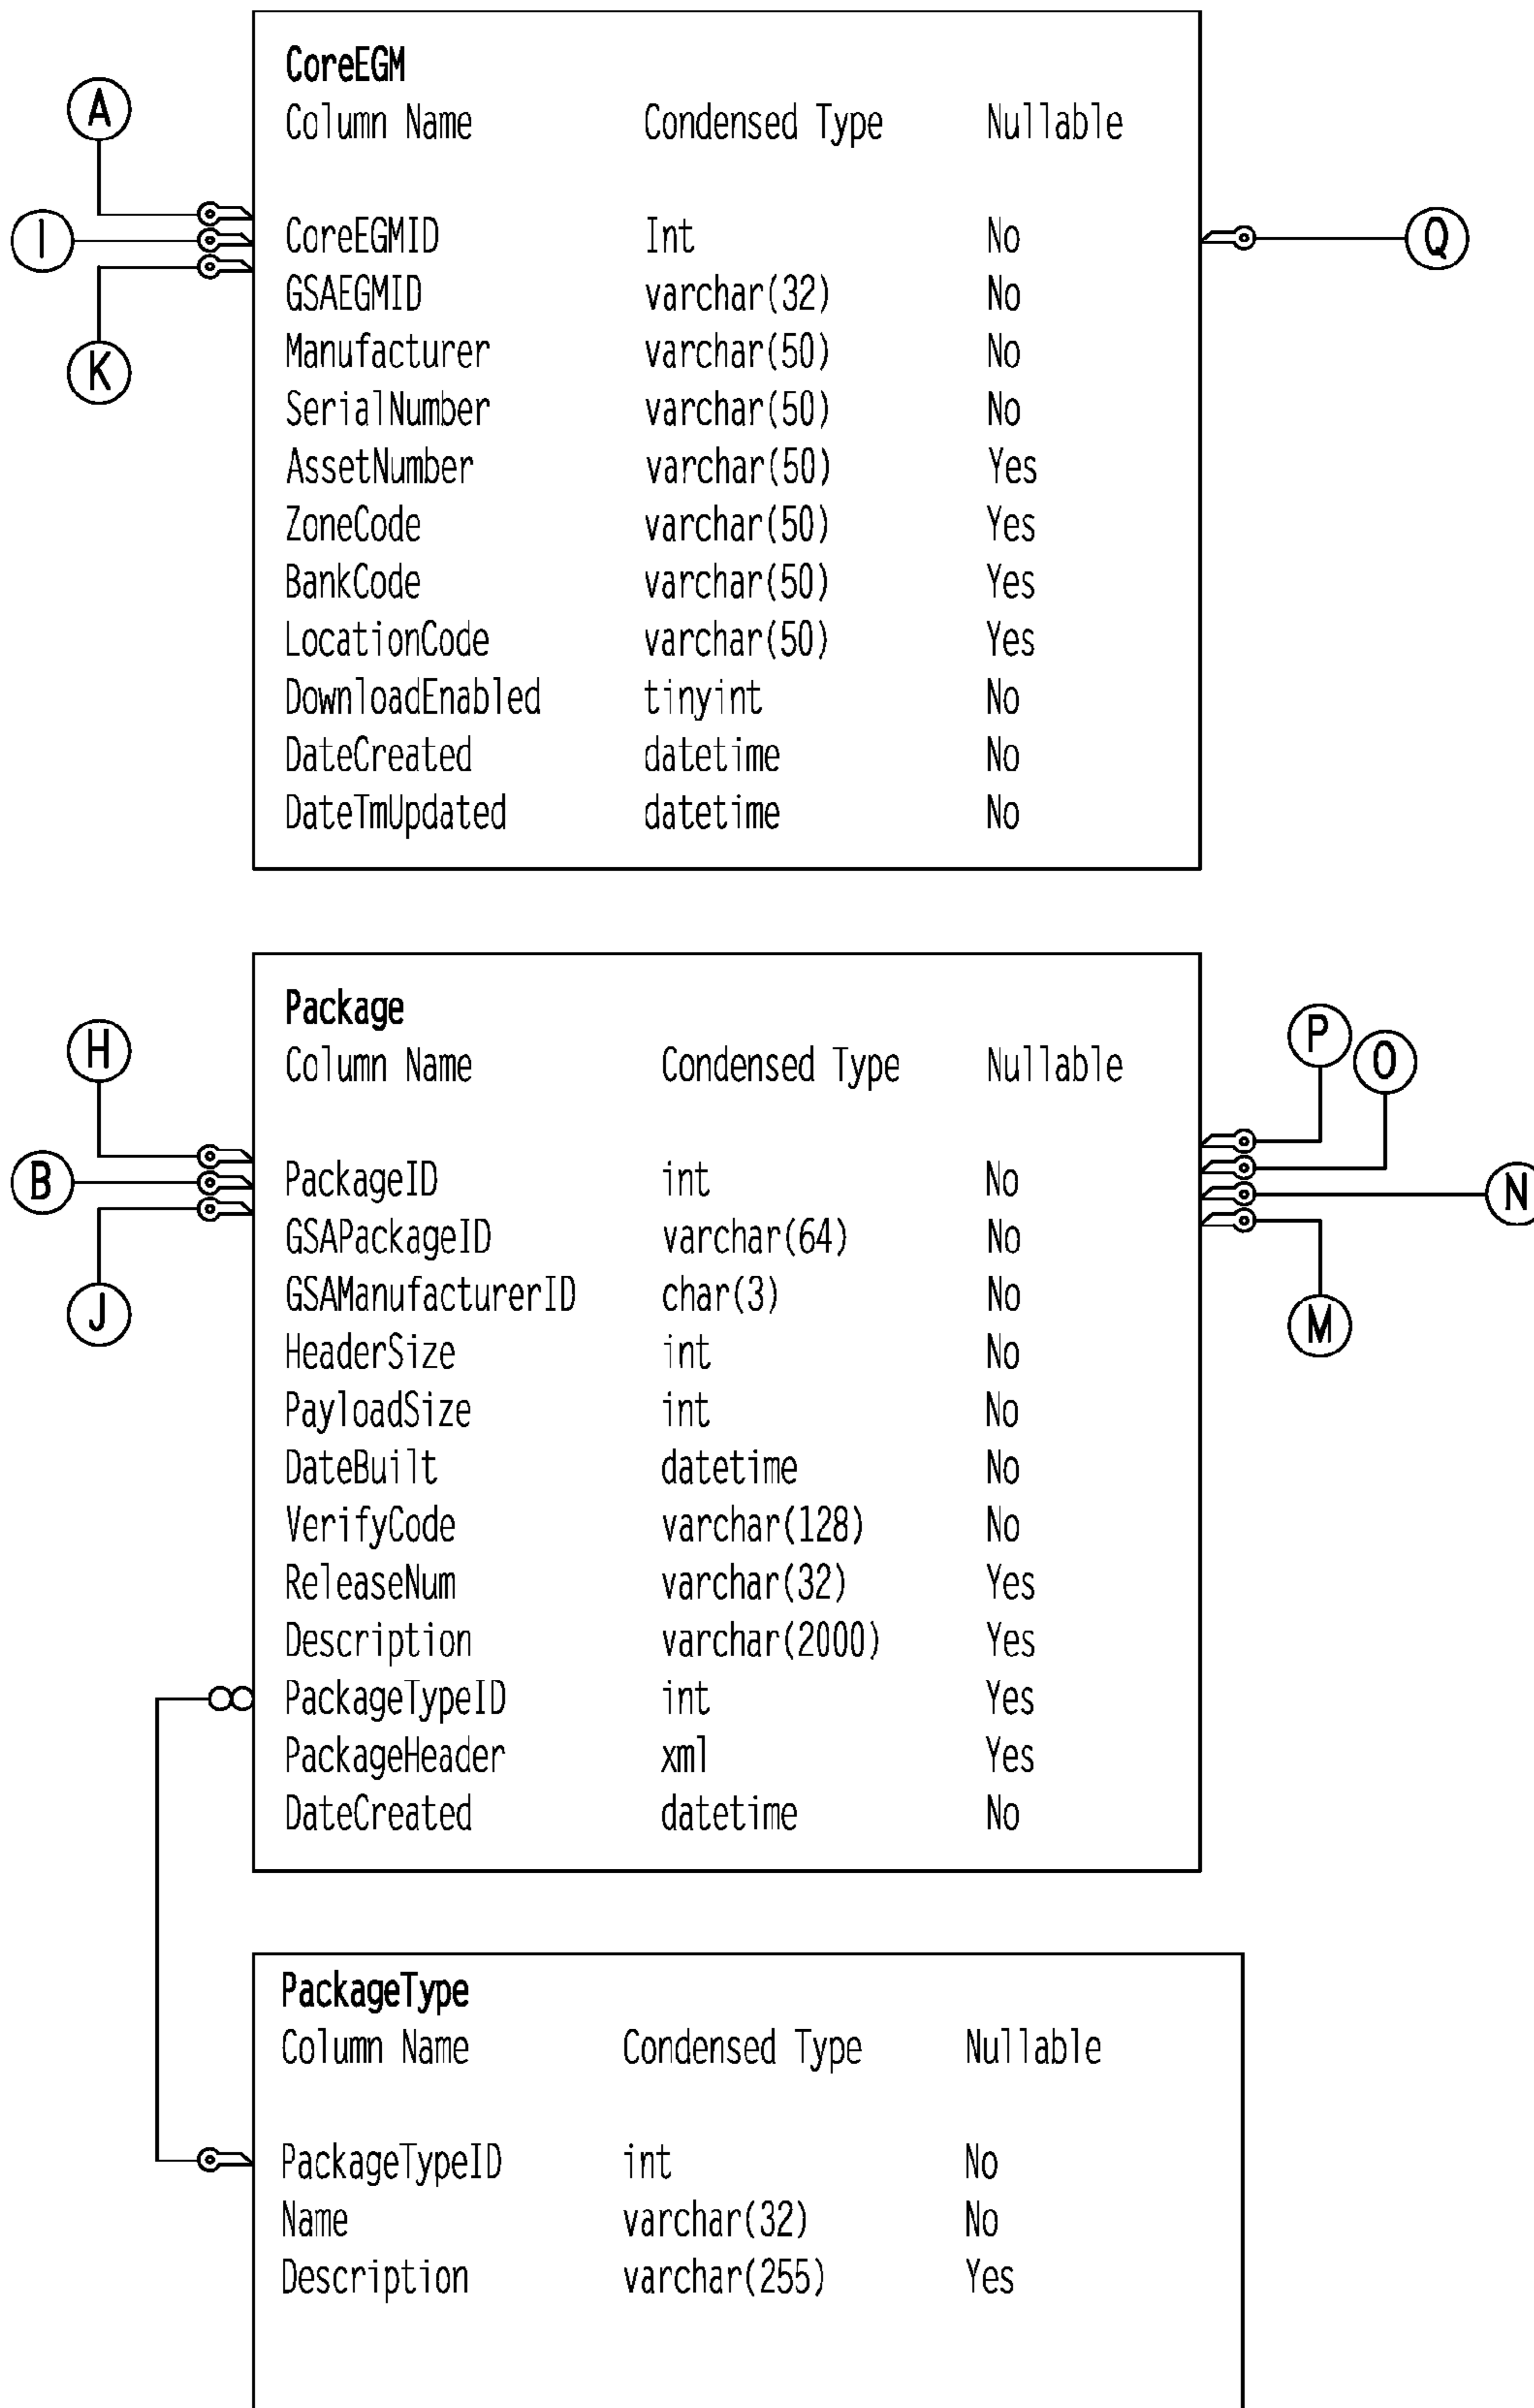 CoreEGM
Column Name Condensed Type Nullable
A
CoreEGMID Int No
I
Q
GSAEGMID varchar(32) No
Manufacturer varchar(50) No
K
SerialNumber varchar(50) No
AssetNumber varchar(50) Yes
ZoneCode varchar(50) Yes
BankCode varchar(50) Yes
LocationCode varchar(50) Yes
DownloadEnabled tinyint No
DateCreated datetime No
DateTmUpdated datetime No
Package
Column Name Condensed Type Nullable
H
P
O
PackageID int No
B
N
GSAPackageID varchar(64) No
GSAManufacturerID char(3) No
J
M
HeaderSize int No
PayloadSize int No
DateBuilt datetime No
VerifyCode varchar(128) No
ReleaseNum varchar(32) Yes
Description varchar(2000) Yes
PackageTypeID int Yes
PackageHeader xml Yes
DateCreated datetime No
PackageType
Column Name Condensed Type Nullable
PackageTypeID int No
Name varchar(32) No
Description varchar(255) Yes